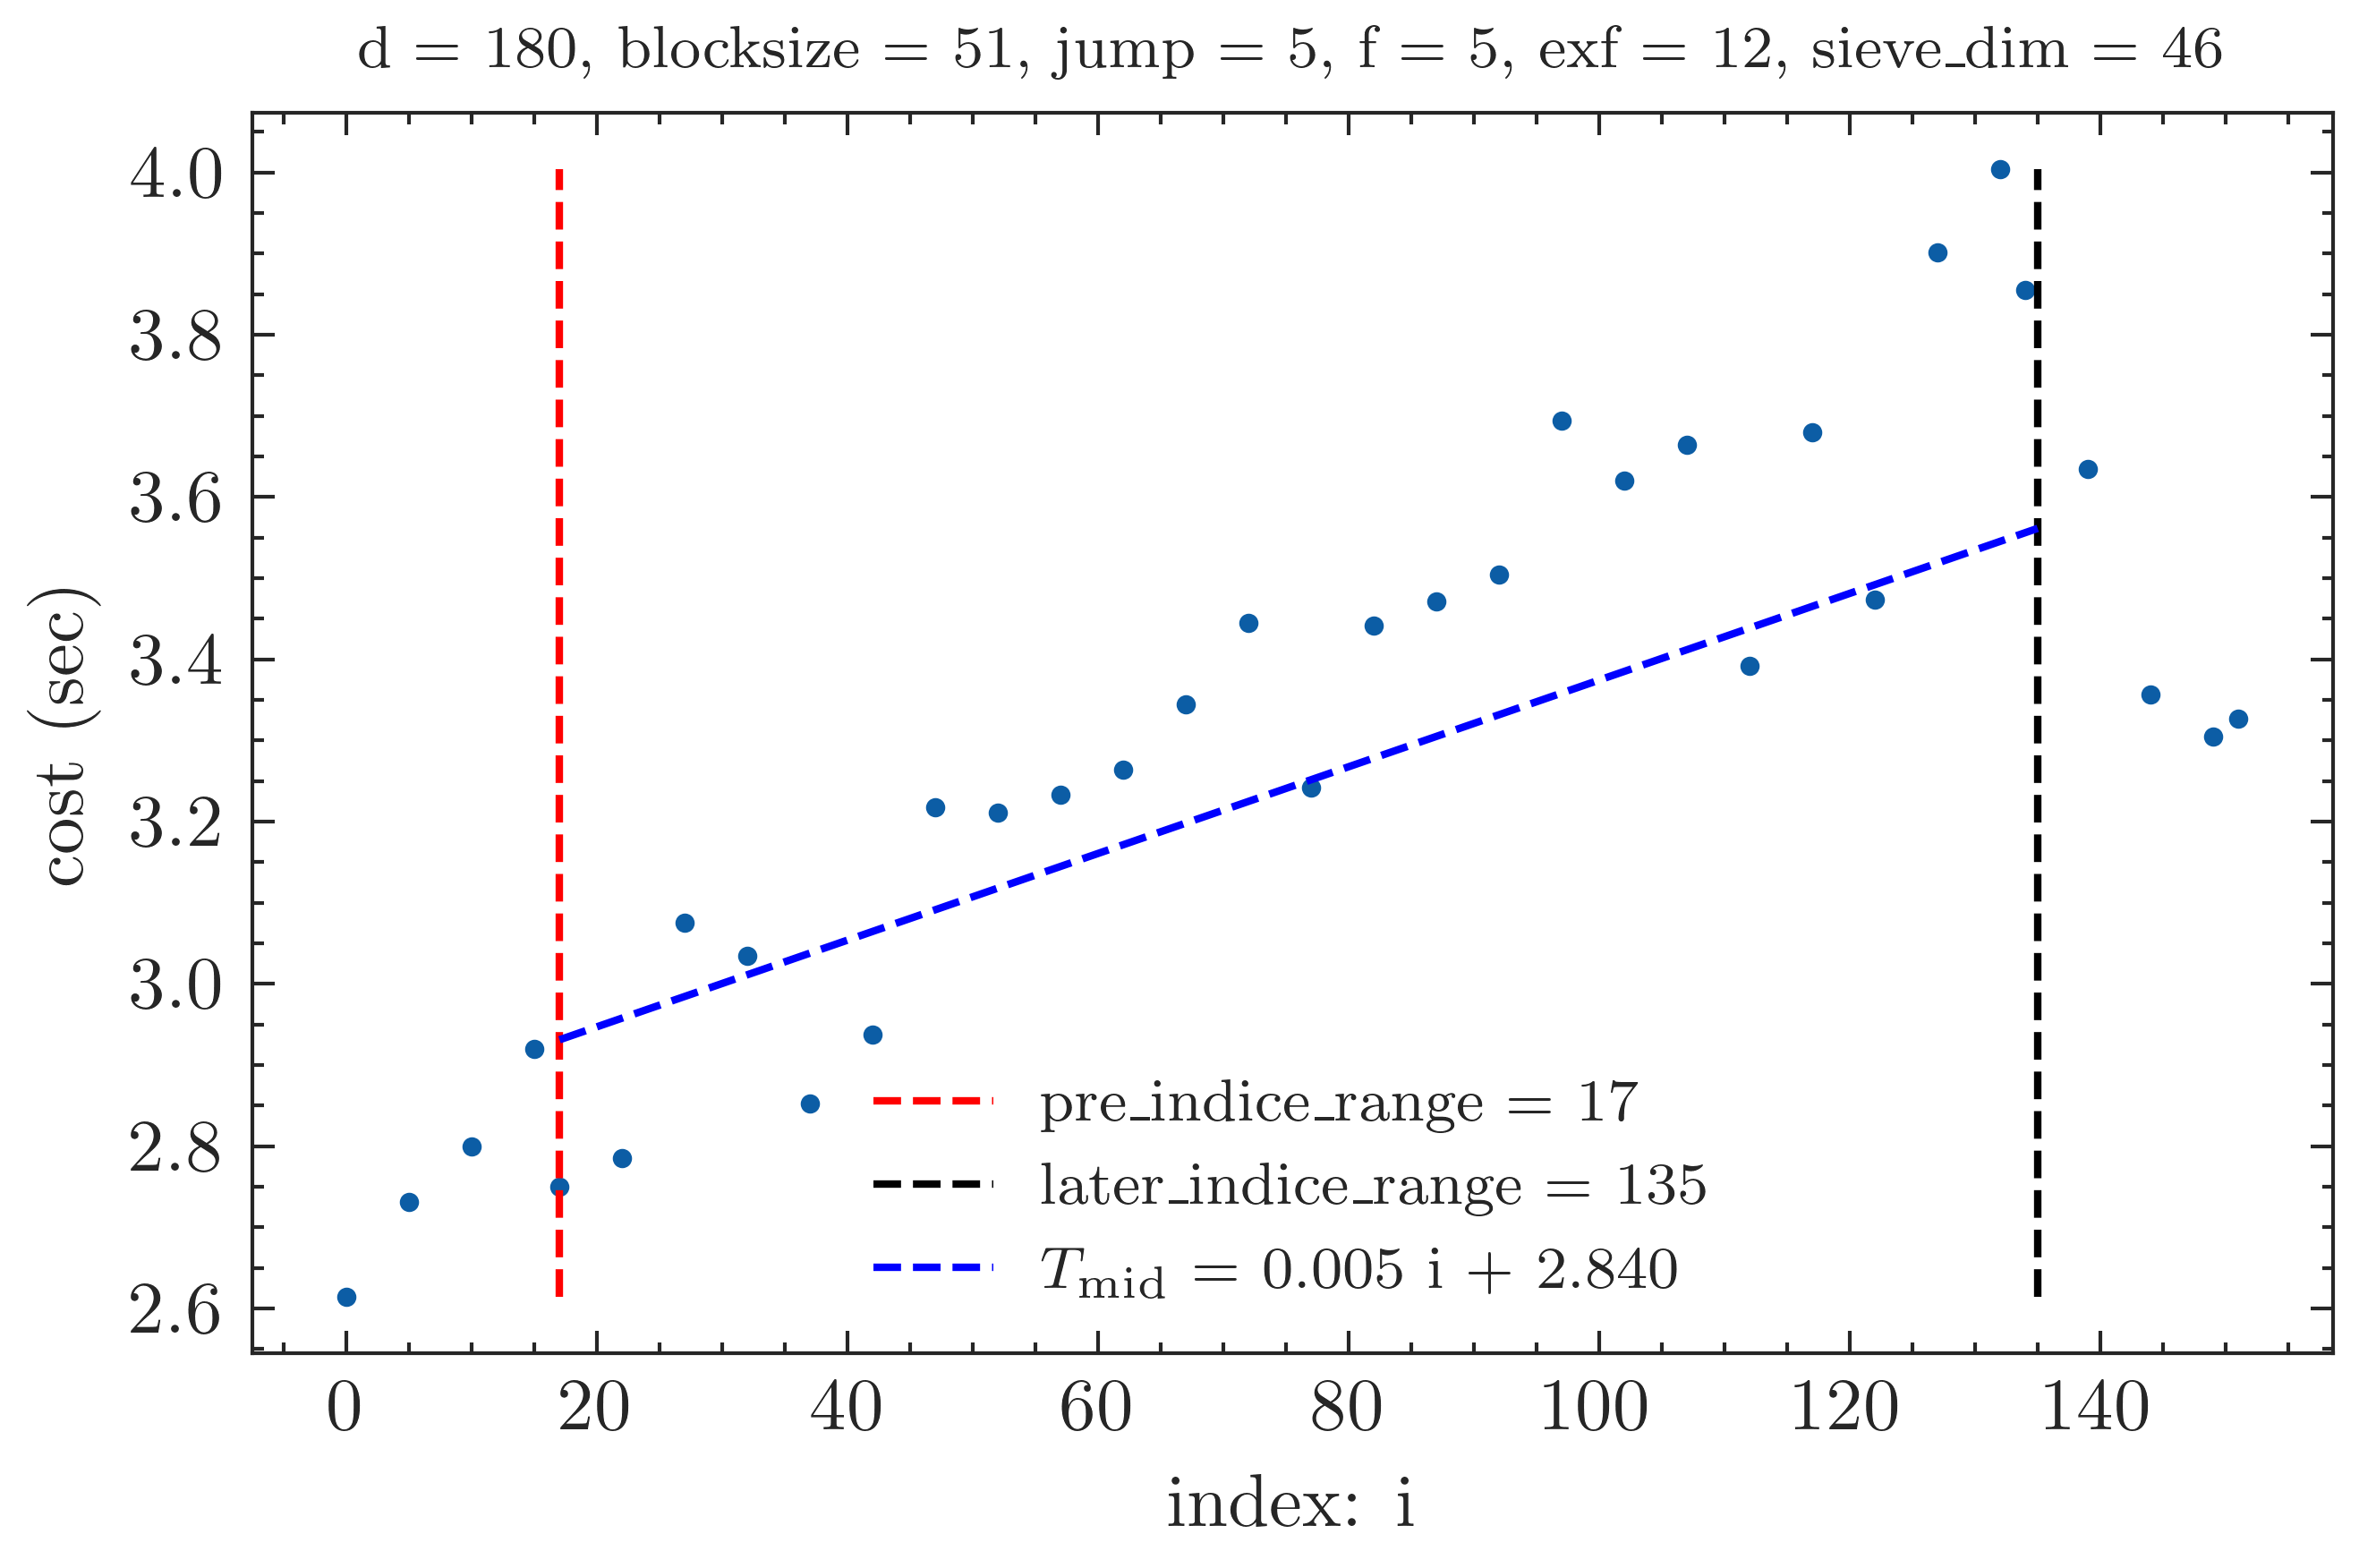 d = 180, blocksize = 51, jump = 5, f = 5, exf = 12, sieve_dim = 46
4.0
3.8
3.6
3.4
3.2
3.0
2.8
2.6
cost (sec)
pre_indice_range = 17
later_indice_range = 135
T_mid = 0.005 i + 2.840
0 20 40 60 80 100 120 140
index: i